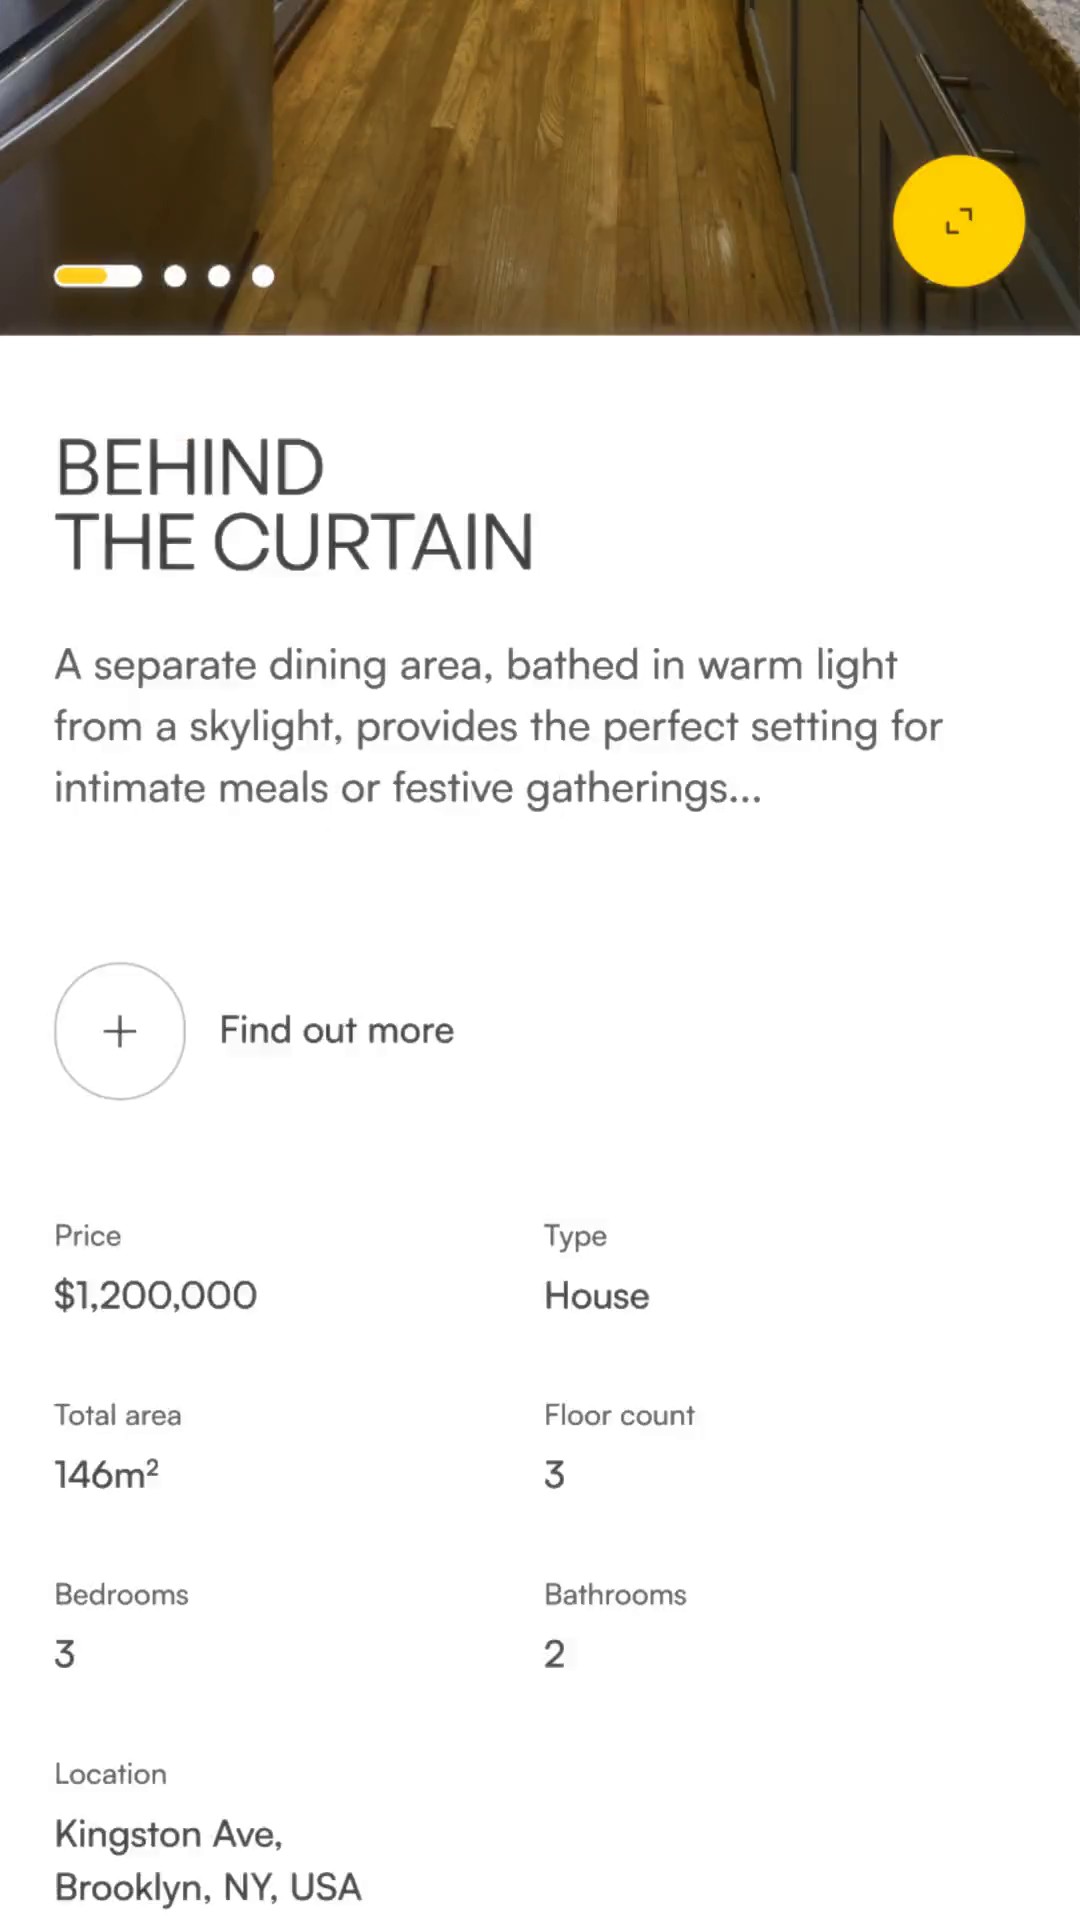 BEHIND
THE CURTAIN
A separate dining area, bathed in warm light
from a skylight, provides the perfect setting for
intimate meals or festive gatherings...
Find out more
Price
$1,200,000
Type
House
Total area
146m²
Floor count
3
Bedrooms
3
Bathrooms
2
Location
Kingston Ave,
Brooklyn, NY, USA